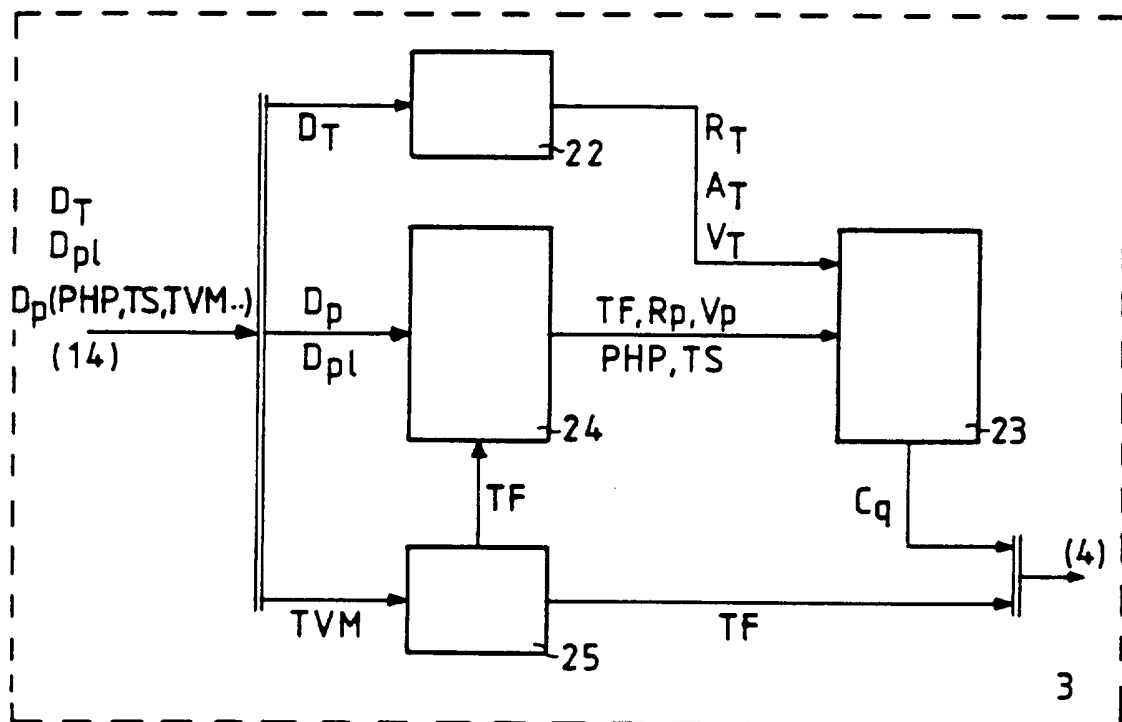 D_T
22
R_T
A_T
V_T
D_T
D_pl
D_p(PHP,TS,TVM..)
(14)
D_p
D_pl
24
TF,Rp,Vp
PHP,TS
23
TF
C_q
(4)
TVM
25
TF
3